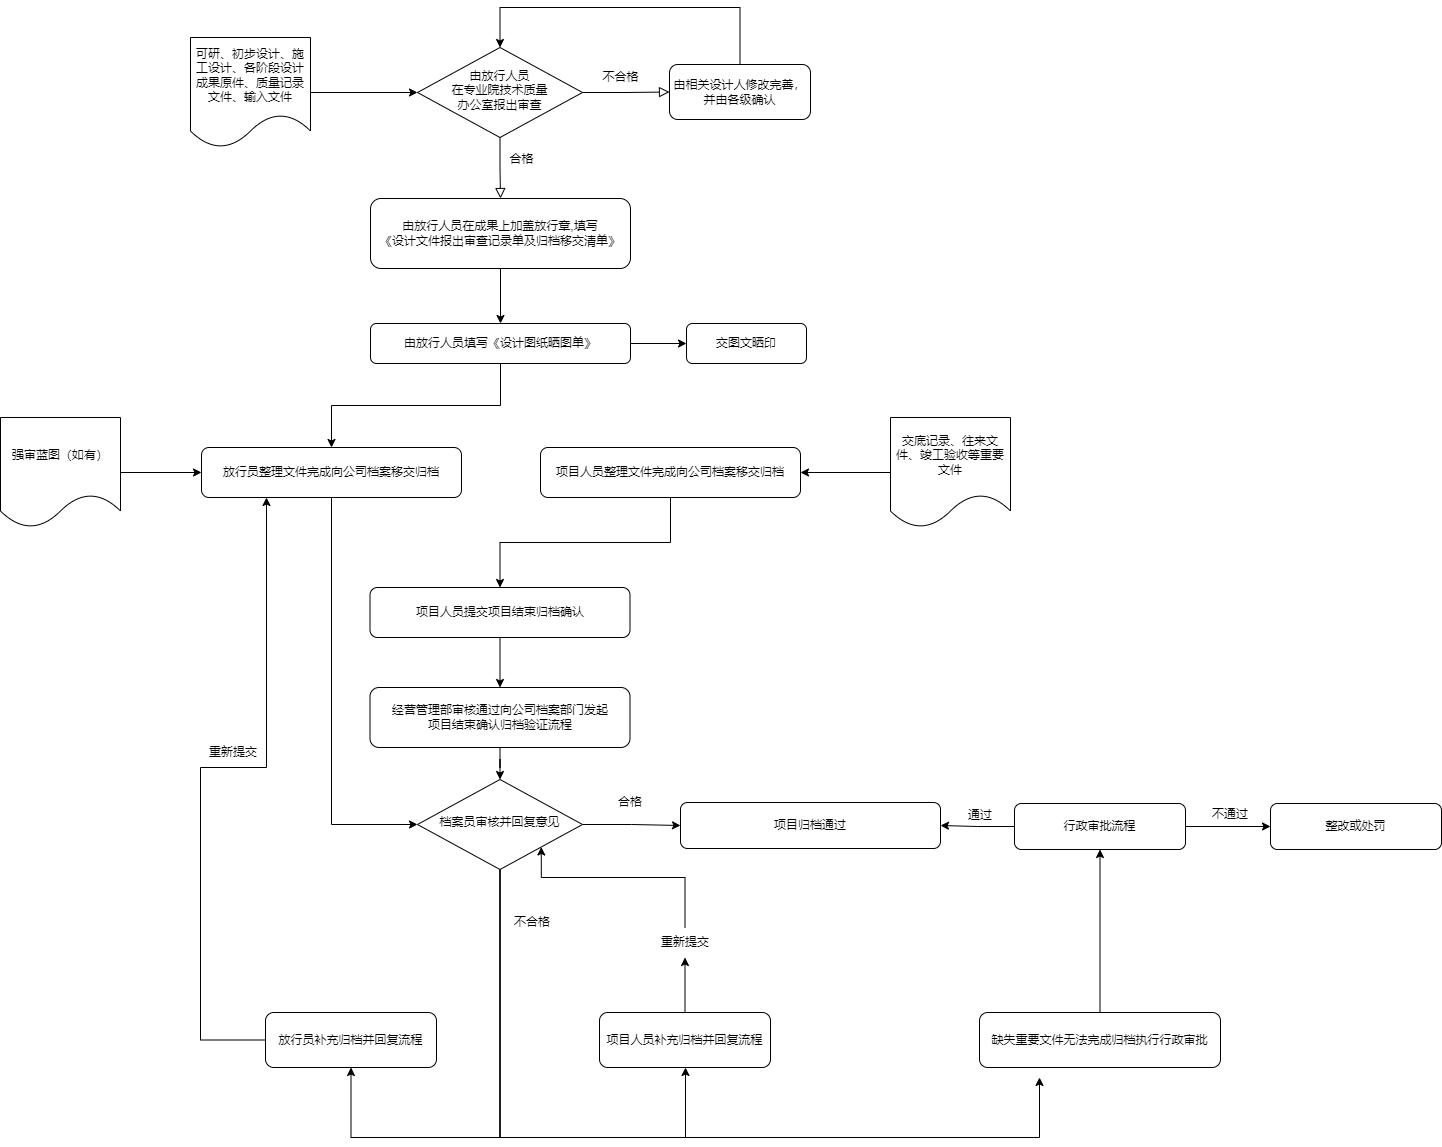 可研、初步设计、施
工设计、各阶段设计
成果原件、质量记录
文件、输入文件
由放行人员
在专业院技术质量
办公室报出审查
不合格
由相关设计人修改完善，
并由各级确认
合格
由放行人员在成果上加盖放行章,填写
《设计文件报出审查记录单及归档移交清单》
由放行人员填写《设计图纸晒图单》
交图文晒印
强审蓝图（如有）
放行员整理文件完成向公司档案移交归档
项目人员整理文件完成向公司档案移交归档
交底记录、往来文
件、竣工验收等重要
文件
项目人员提交项目结束归档确认
经营管理部审核通过向公司档案部门发起
项目结束确认归档验证流程
重新提交
档案员审核并回复意见
合格
项目归档通过
通过
行政审批流程
不通过
整改或处罚
不合格
重新提交
放行员补充归档并回复流程
项目人员补充归档并回复流程
缺失重要文件无法完成归档执行行政审批